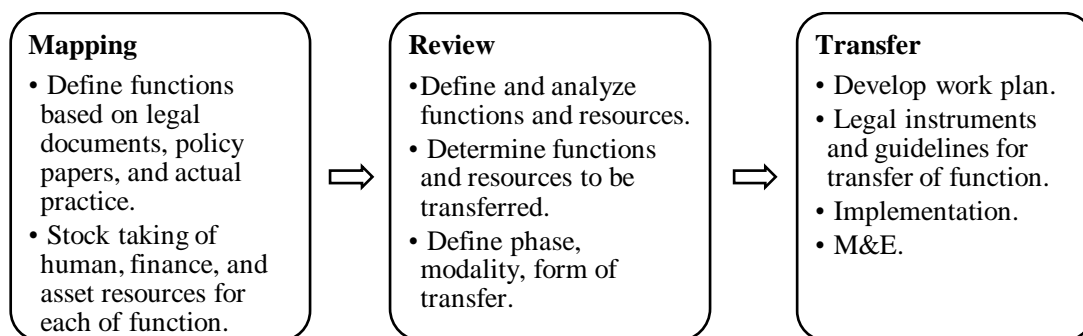 Mapping
• Define functions
based on legal
documents, policy
papers, and actual
practice.
• Stock taking of
human, finance, and
asset resources for
each of function.
Review
•Define and analyze
functions and resources.
• Determine functions
and resources to be
transferred.
• Define phase,
modality, form of
transfer.
Transfer
• Develop work plan.
• Legal instruments
and guidelines for
transfer of function.
• Implementation.
• M&E.